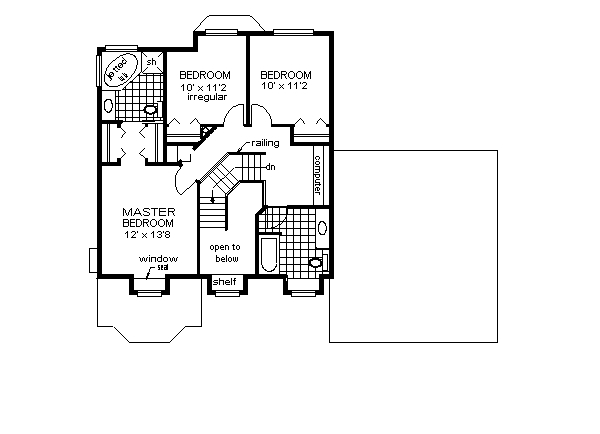 jetted
tub
sh
BEDROOM
10' x 11'2
irregular
BEDROOM
10' x 11'2
railing
dn
computer
MASTER
BEDROOM
12' x 13'8
window
seat
open to
below
shelf